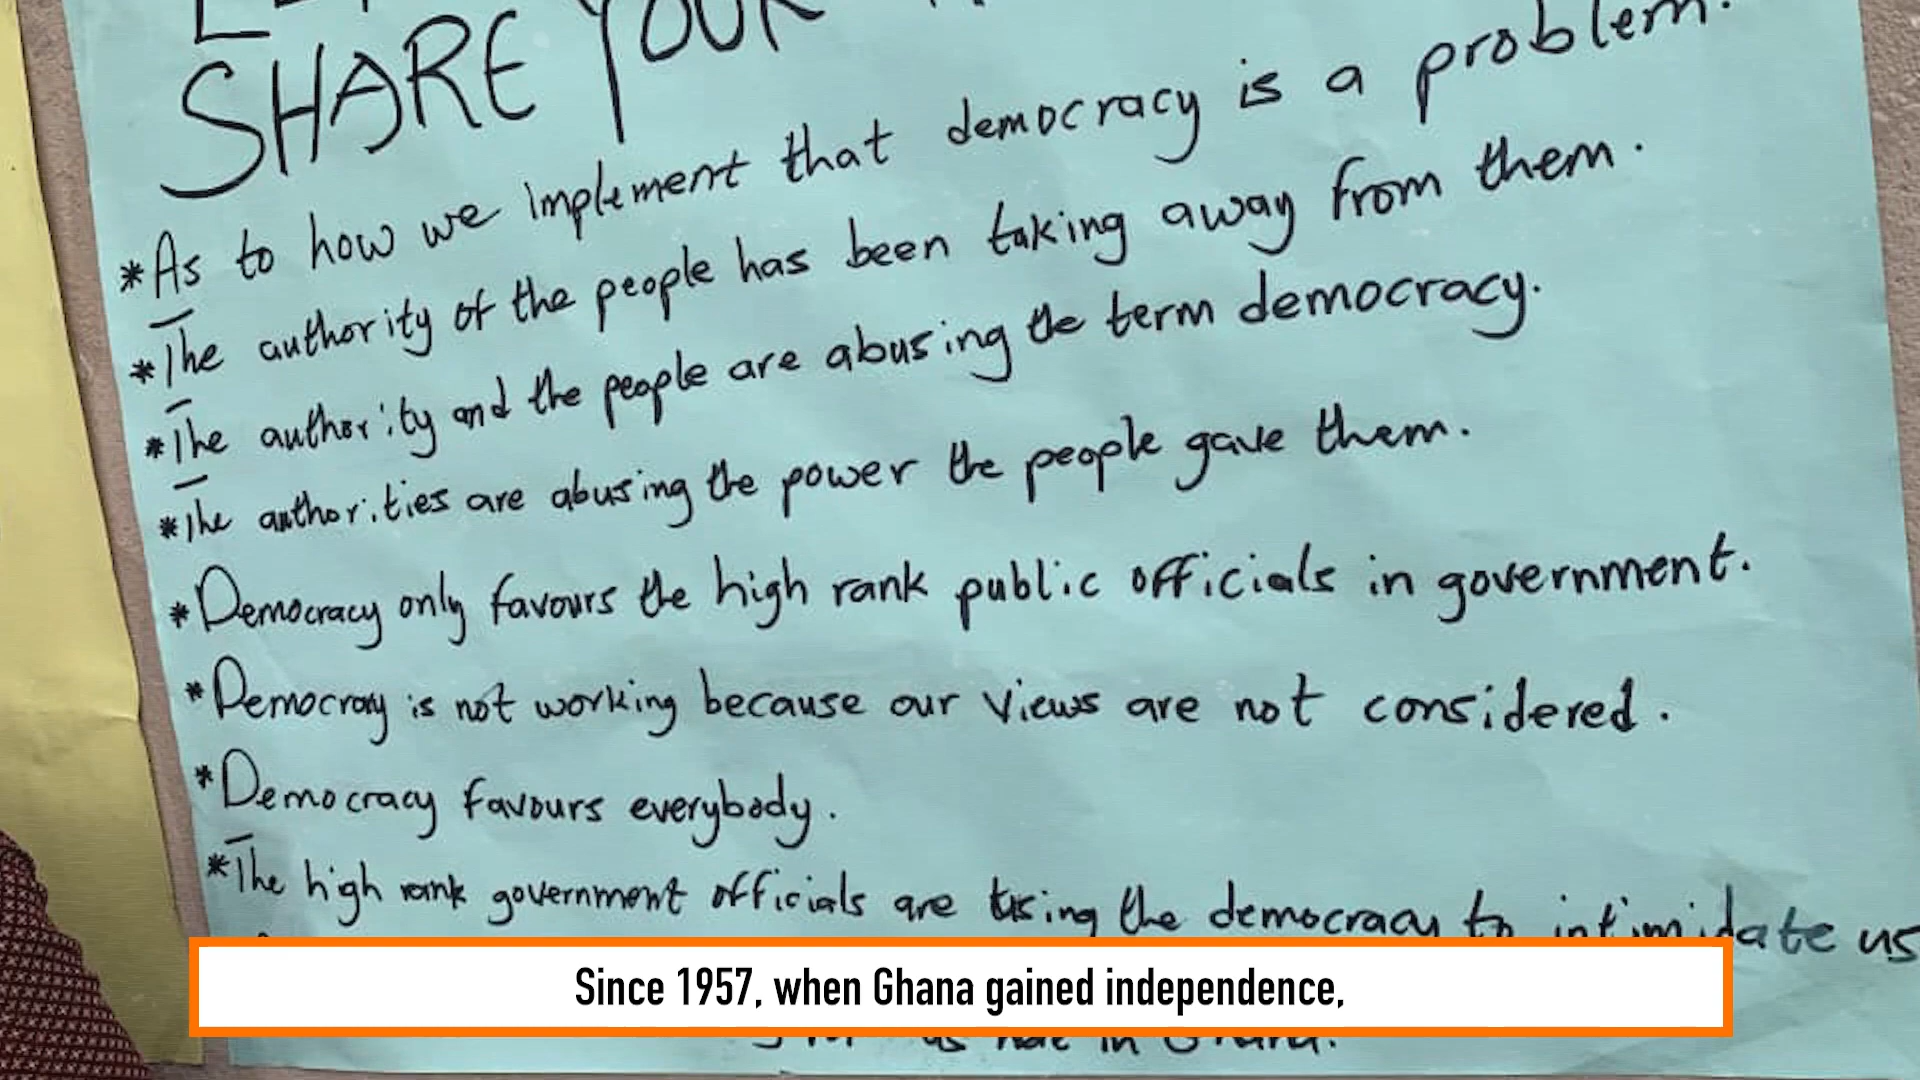 SHARE YOUR
*As to how we implement that democracy is a problem.
*The authority of the people has been taking away from them.
*The authority and the people are abusing the term democracy.
*The authorities are abusing the power the people gave them.
*Democracy only favours the high rank public officials in government.
*Democracy is not working because our views are not considered.
*Democracy favours everybody.
*The high rank government officials are using the democracy to intimidate us
Since 1957, when Ghana gained independence,
in Ghana.